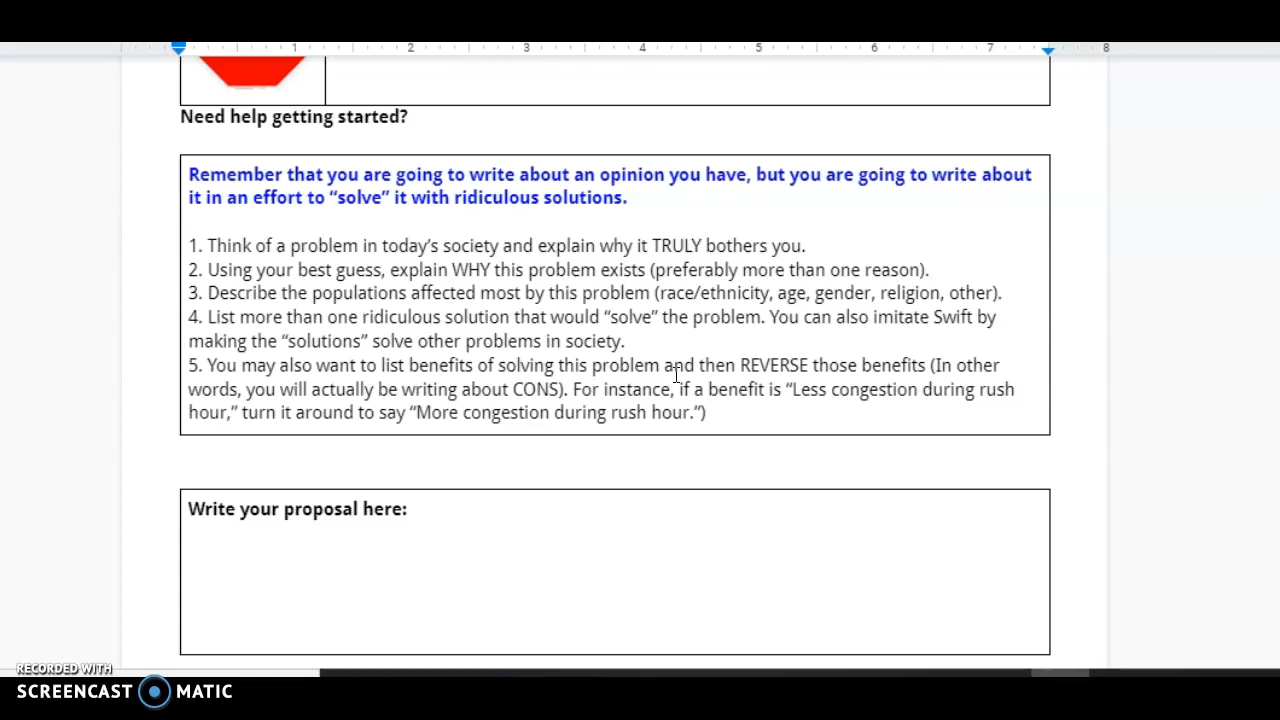 1 2 3 4 5 6 7 8
Need help getting started?
Remember that you are going to write about an opinion you have, but you are going to write about
it in an effort to “solve” it with ridiculous solutions.
1. Think of a problem in today’s society and explain why it TRULY bothers you.
2. Using your best guess, explain WHY this problem exists (preferably more than one reason).
3. Describe the populations affected most by this problem (race/ethnicity, age, gender, religion, other).
4. List more than one ridiculous solution that would “solve” the problem. You can also imitate Swift by
making the “solutions” solve other problems in society.
5. You may also want to list benefits of solving this problem and then REVERSE those benefits (In other
words, you will actually be writing about CONS). For instance, if a benefit is “Less congestion during rush
hour,” turn it around to say “More congestion during rush hour.”)
Write your proposal here:
RECORDED WITH
SCREENCAST MATIC